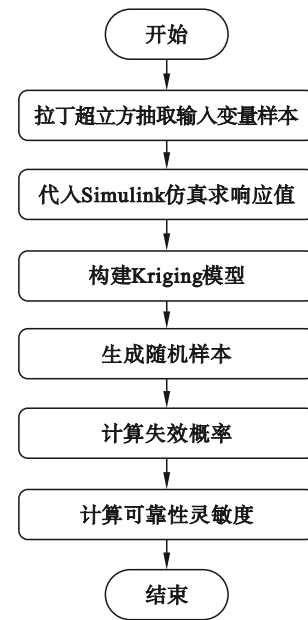 开始
拉丁超立方抽取输入变量样本
代入Simulink仿真求响应值
构建Kriging模型
生成随机样本
计算失效概率
计算可靠性灵敏度
结束